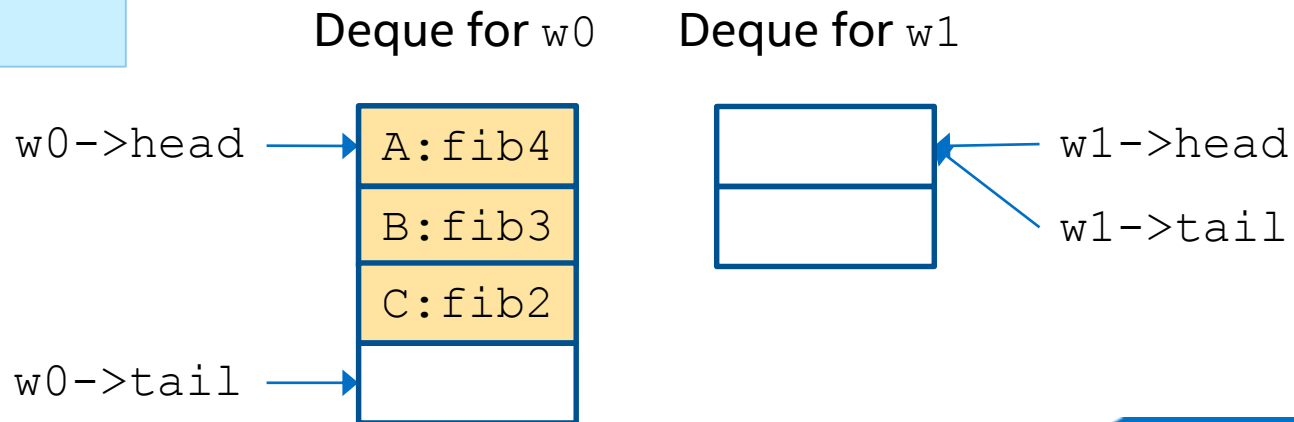 Deque for w0 Deque for w1
w0->head A:fib4 w1->head
B:fib3 w1->tail
C:fib2
w0->tail